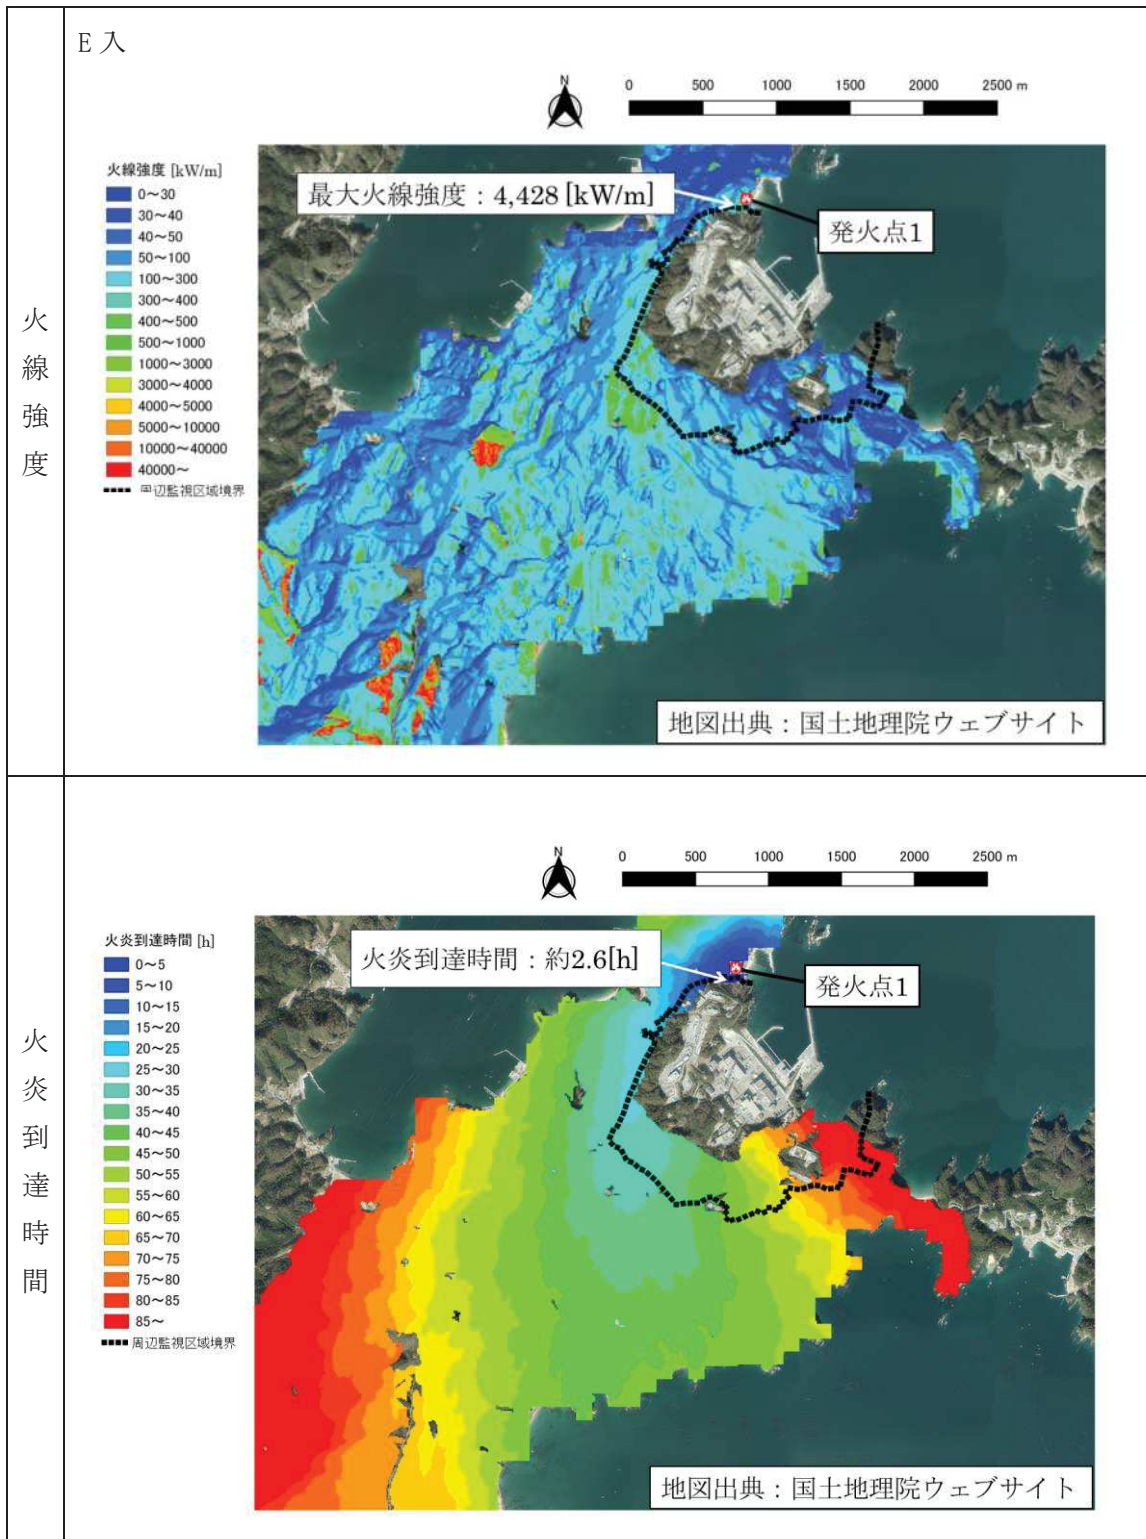 火線強度
E入
N
0 500 1000 1500 2000 2500 m
火線強度 [kW/m]
0～30
30～40
40～50
50～100
100～300
300～400
400～500
500～1000
1000～3000
3000～4000
4000～5000
5000～10000
10000～40000
40000～
周辺監視区域境界
最大火線強度：4,428 [kW/m]
発火点1
地図出典：国土地理院ウェブサイト
火炎到達時間
N
0 500 1000 1500 2000 2500 m
火炎到達時間 [h]
0～5
5～10
10～15
15～20
20～25
25～30
30～35
35～40
40～45
45～50
50～55
55～60
60～65
65～70
70～75
75～80
80～85
85～
周辺監視区域境界
火炎到達時間：約2.6[h]
発火点1
地図出典：国土地理院ウェブサイト